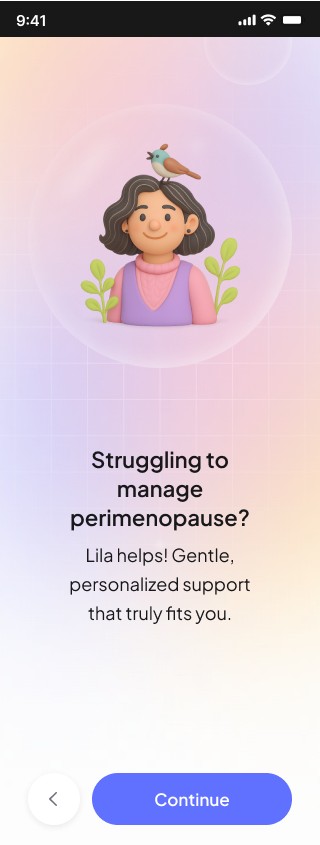 9:41
Struggling to
manage
perimenopause?
Lila helps! Gentle,
personalized support
that truly fits you.
Continue